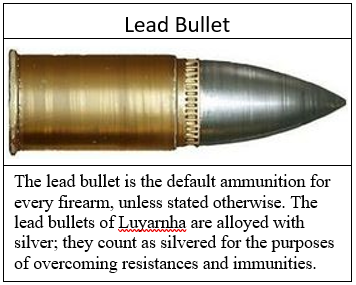 Lead Bullet
The lead bullet is the default ammunition for
every firearm, unless stated otherwise. The
lead bullets of Luyarnha are alloyed with
silver; they count as silvered for the purposes
of overcoming resistances and immunities.